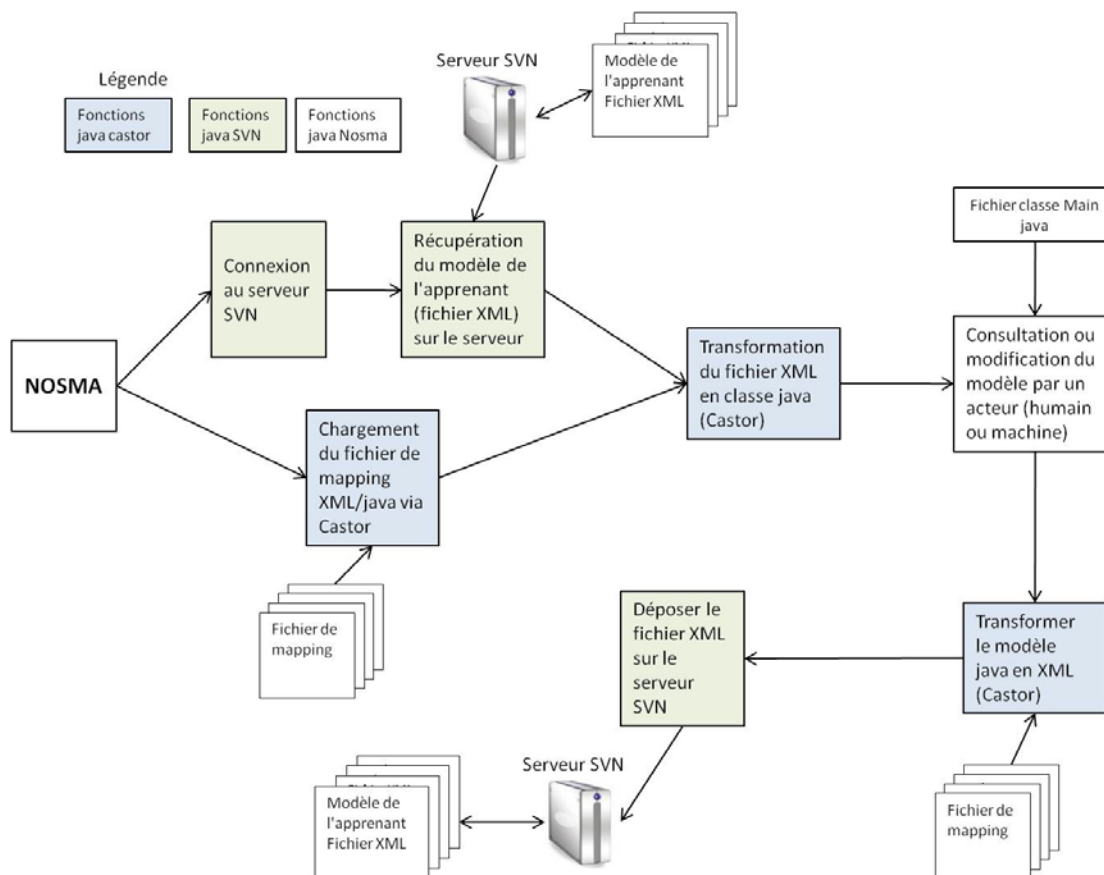 Légende
Fonctions
java castor
Fonctions
java SVN
Fonctions
java Nosma
Serveur SVN
Modèle de
l'apprenant
Fichier XML
Fichier classe Main
java
Connexion
au serveur
SVN
Récupération
du modèle de
l'apprenant
(fichier XML)
sur le serveur
NOSMA
Transformation
du fichier XML
en classe java
(Castor)
Consultation ou
modification du
modèle par un
acteur (humain
ou machine)
Chargement
du fichier de
mapping
XML/java via
Castor
Fichier de
mapping
Déposer le
fichier XML
sur le
serveur
SVN
Transformer
le modèle
java en XML
(Castor)
Serveur SVN
Modèle de
l'apprenant
Fichier XML
Fichier de
mapping